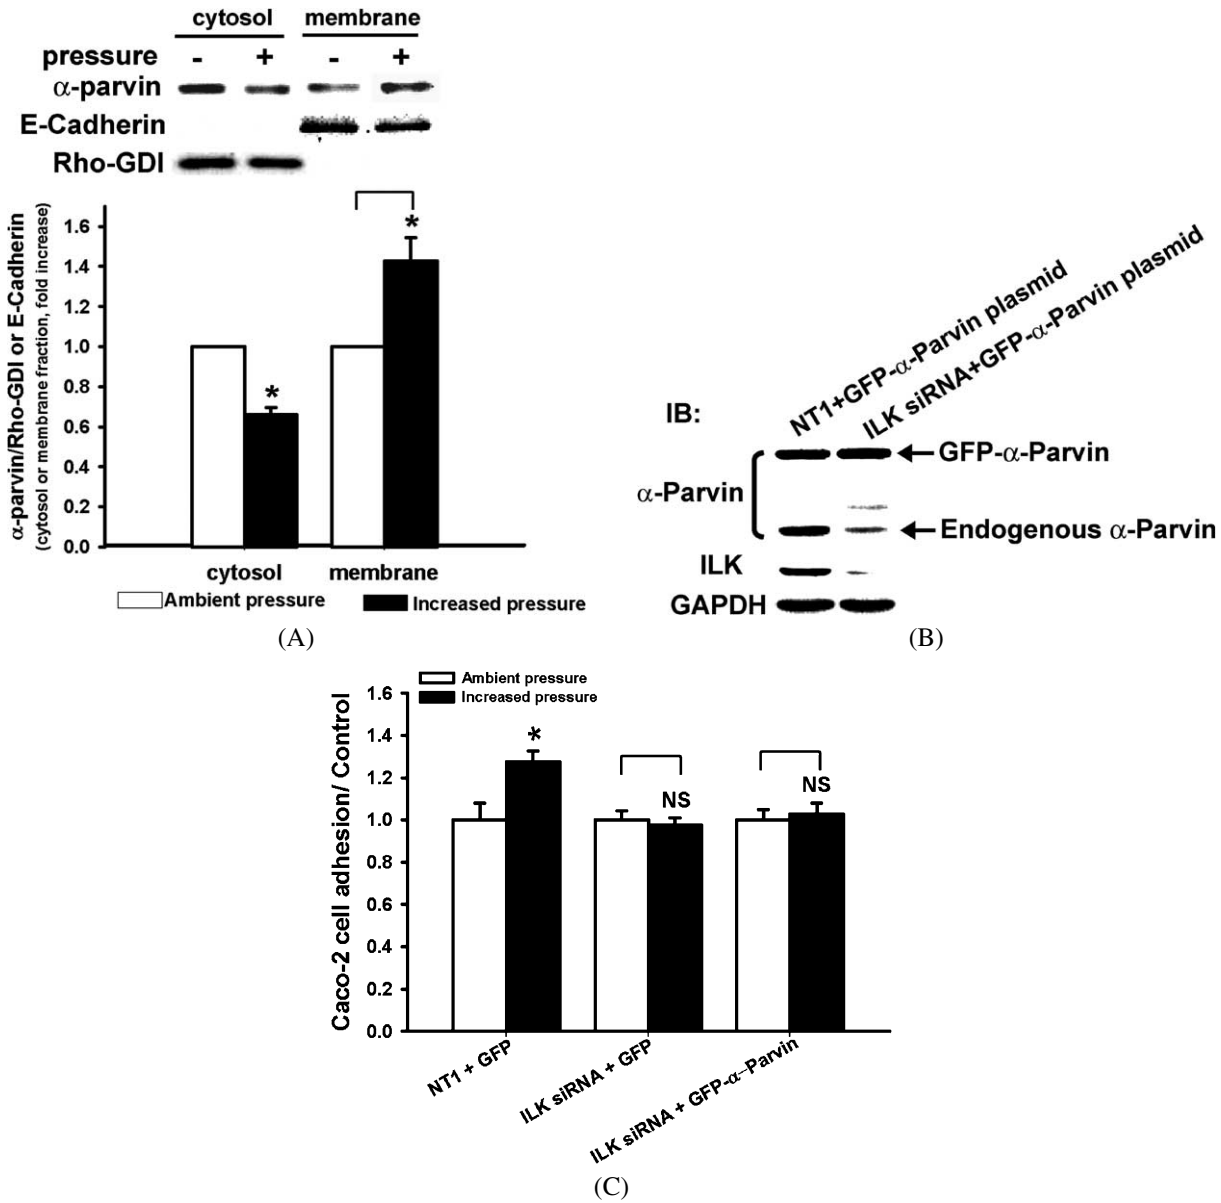 cytosol membrane
pressure - + - +
α-parvin
E-Cadherin
Rho-GDI
α-parvin/Rho-GDI or E-Cadherin
(cytosol or membrane fraction, fold increase)
1.6
1.4
1.2
1.0
0.8
0.6
0.4
0.2
0.0
*
*
cytosol membrane
Ambient pressure Increased pressure
(A)
NT1+GFP-α-Parvin plasmid
ILK siRNA+GFP-α-Parvin plasmid
IB:
GFP-α-Parvin
α-Parvin
Endogenous α-Parvin
ILK
GAPDH
(B)
Ambient pressure
Increased pressure
Caco-2 cell adhesion/ Control
1.6
1.4
1.2
1.0
0.8
0.6
0.4
0.2
0.0
*
NS
NS
NT1 + GFP
ILK siRNA + GFP
ILK siRNA + GFP-α-Parvin
(C)